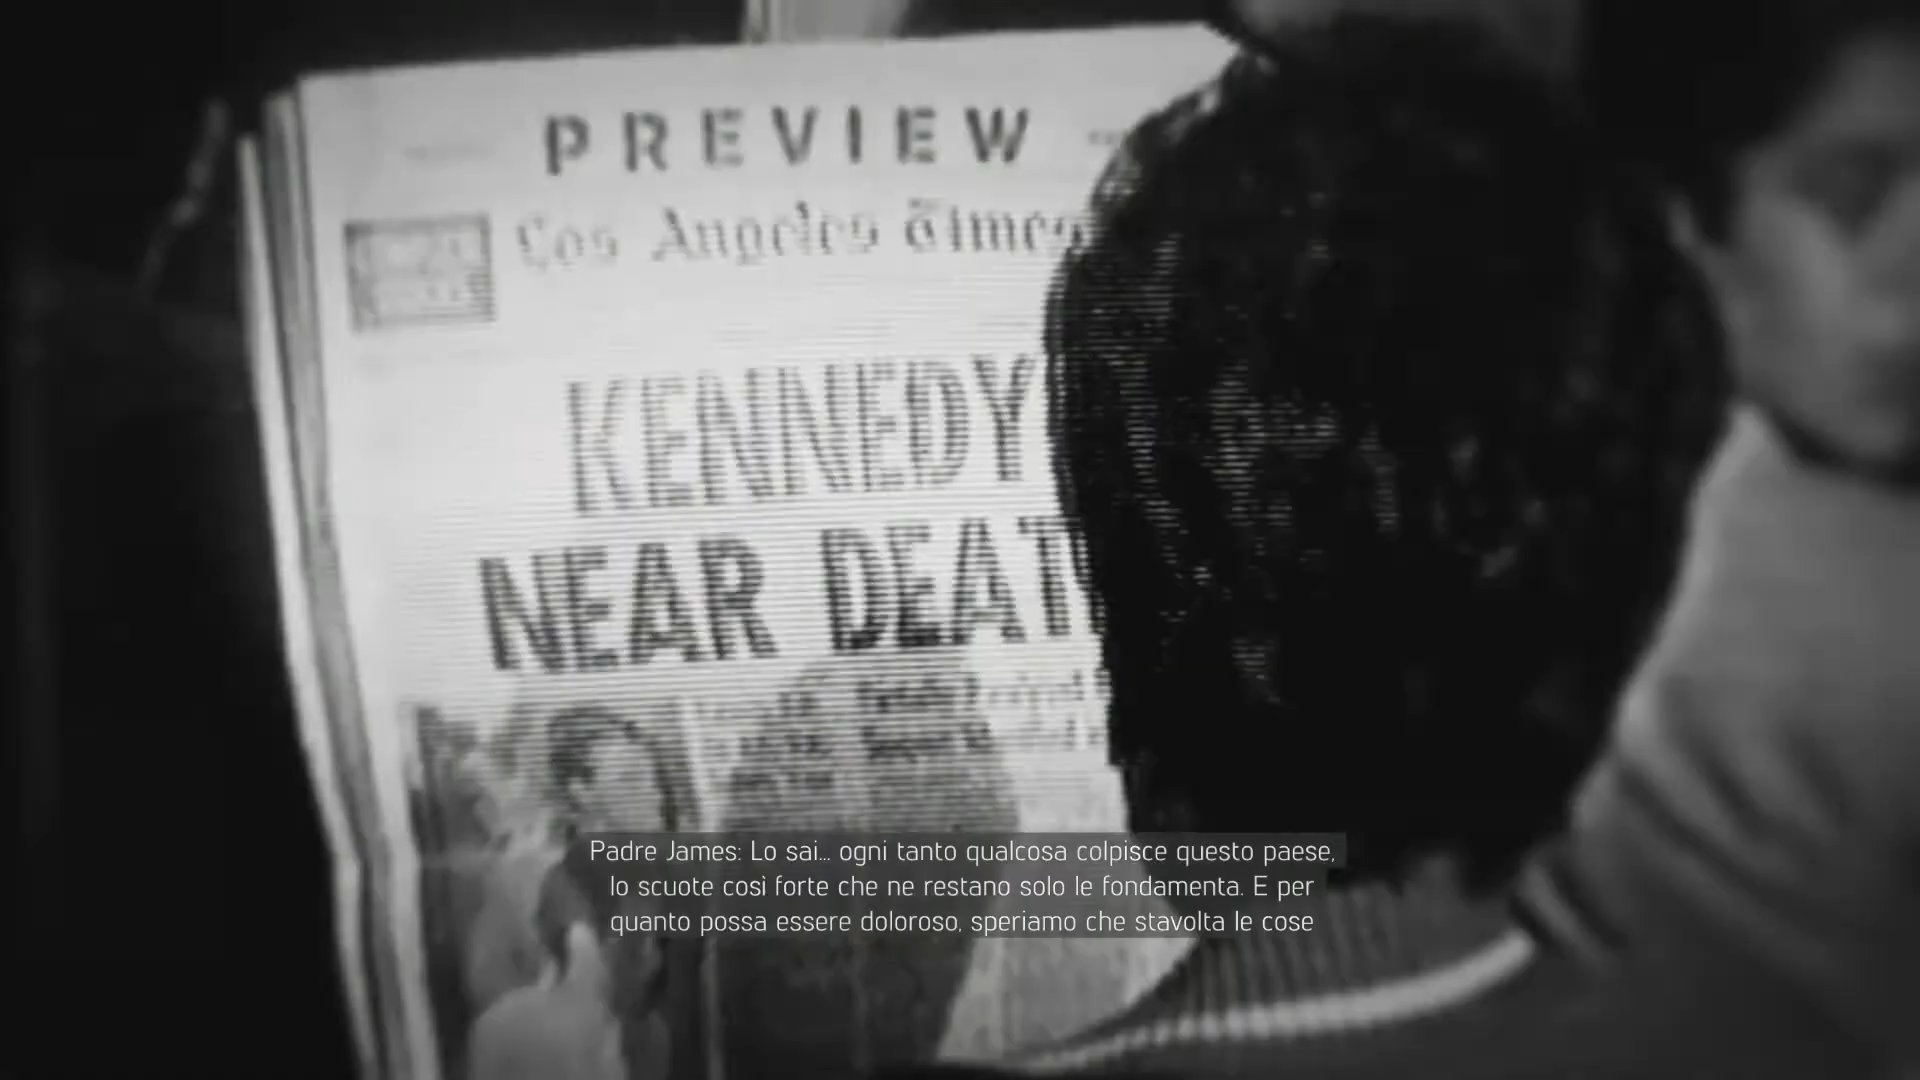 PREVIEW
Los Angeles Times
KENNEDY
NEAR DEAT
Padre James: Lo sai... ogni tanto qualcosa colpisce questo paese,
lo scuote così forte che ne restano solo le fondamenta. E per
quanto possa essere doloroso, speriamo che stavolta le cose